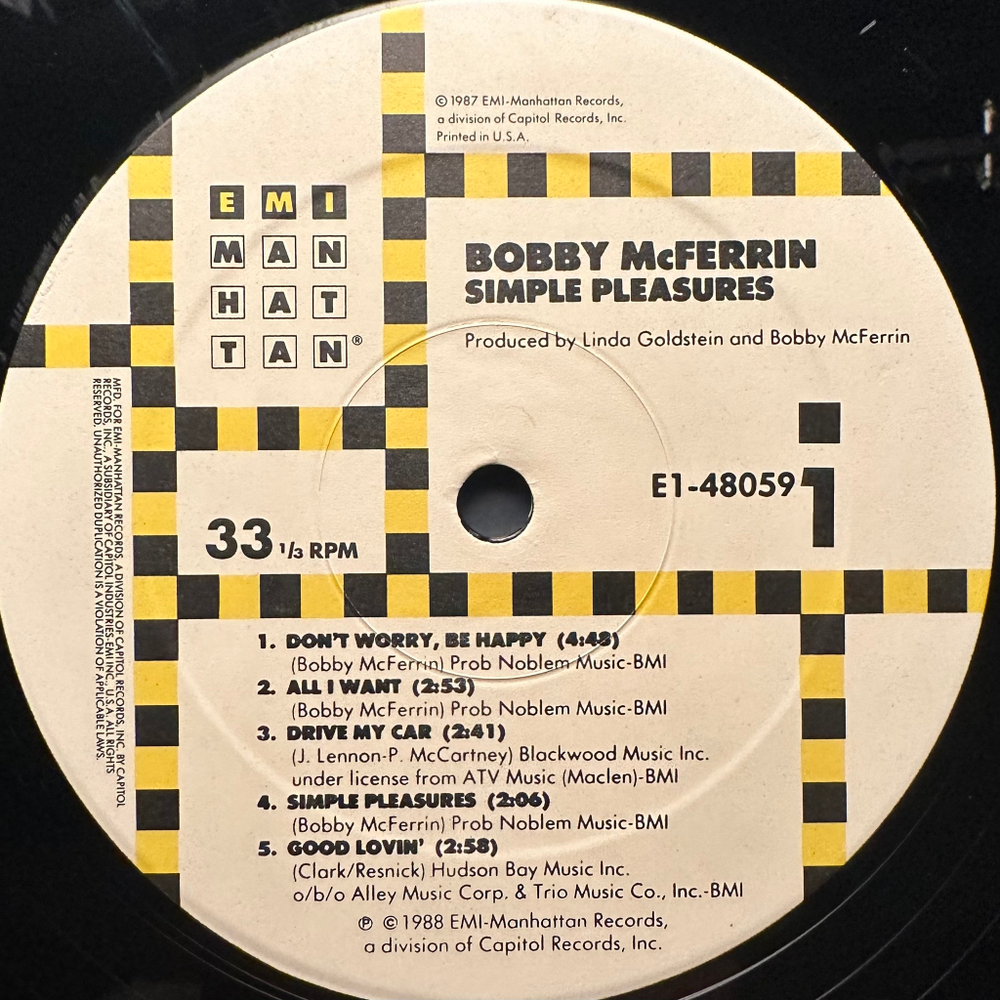 © 1987 EMI-Manhattan Records,
a division of Capitol Records, Inc.
Printed in U.S.A.
EMI
MAN
HAT
TAN®
BOBBY McFERRIN
SIMPLE PLEASURES
Produced by Linda Goldstein and Bobby McFerrin
E1-48059
1
33 1/3 RPM
MFD. FOR EMI-MANHATTAN RECORDS, A DIVISION OF CAPITOL RECORDS, INC. BY CAPITOL
RECORDS, INC., A SUBSIDIARY OF CAPITOL INDUSTRIES-EMI INC., U.S.A. ALL RIGHTS
RESERVED. UNAUTHORIZED DUPLICATION IS A VIOLATION OF APPLICABLE LAWS.
1. DON'T WORRY, BE HAPPY (4:48)
(Bobby McFerrin) Prob Noblem Music-BMI
2. ALL I WANT (2:53)
(Bobby McFerrin) Prob Noblem Music-BMI
3. DRIVE MY CAR (2:41)
(J. Lennon-P. McCartney) Blackwood Music Inc.
under license from ATV Music (Maclen)-BMI
4. SIMPLE PLEASURES (2:06)
(Bobby McFerrin) Prob Noblem Music-BMI
5. GOOD LOVIN' (2:58)
(Clark/Resnick) Hudson Bay Music Inc.
o/b/o Alley Music Corp. & Trio Music Co., Inc.-BMI
℗ © 1988 EMI-Manhattan Records,
a division of Capitol Records, Inc.